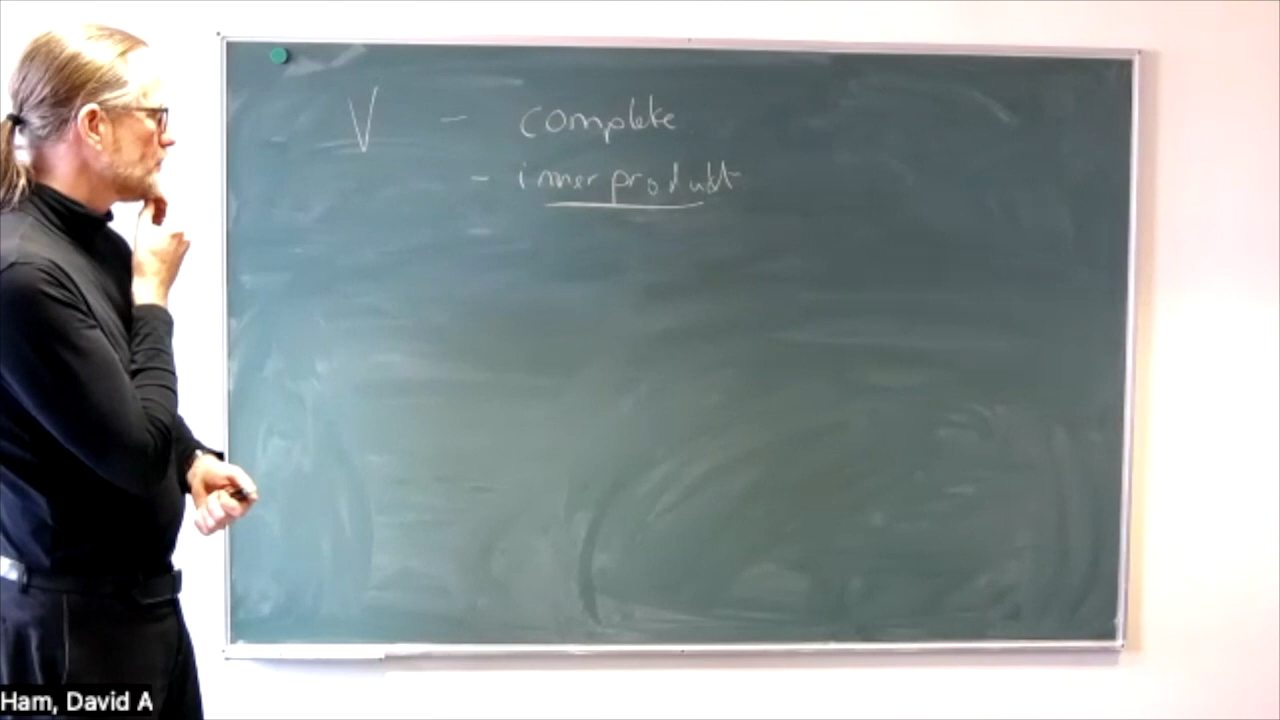 V - complete
- inner product
Ham, David A